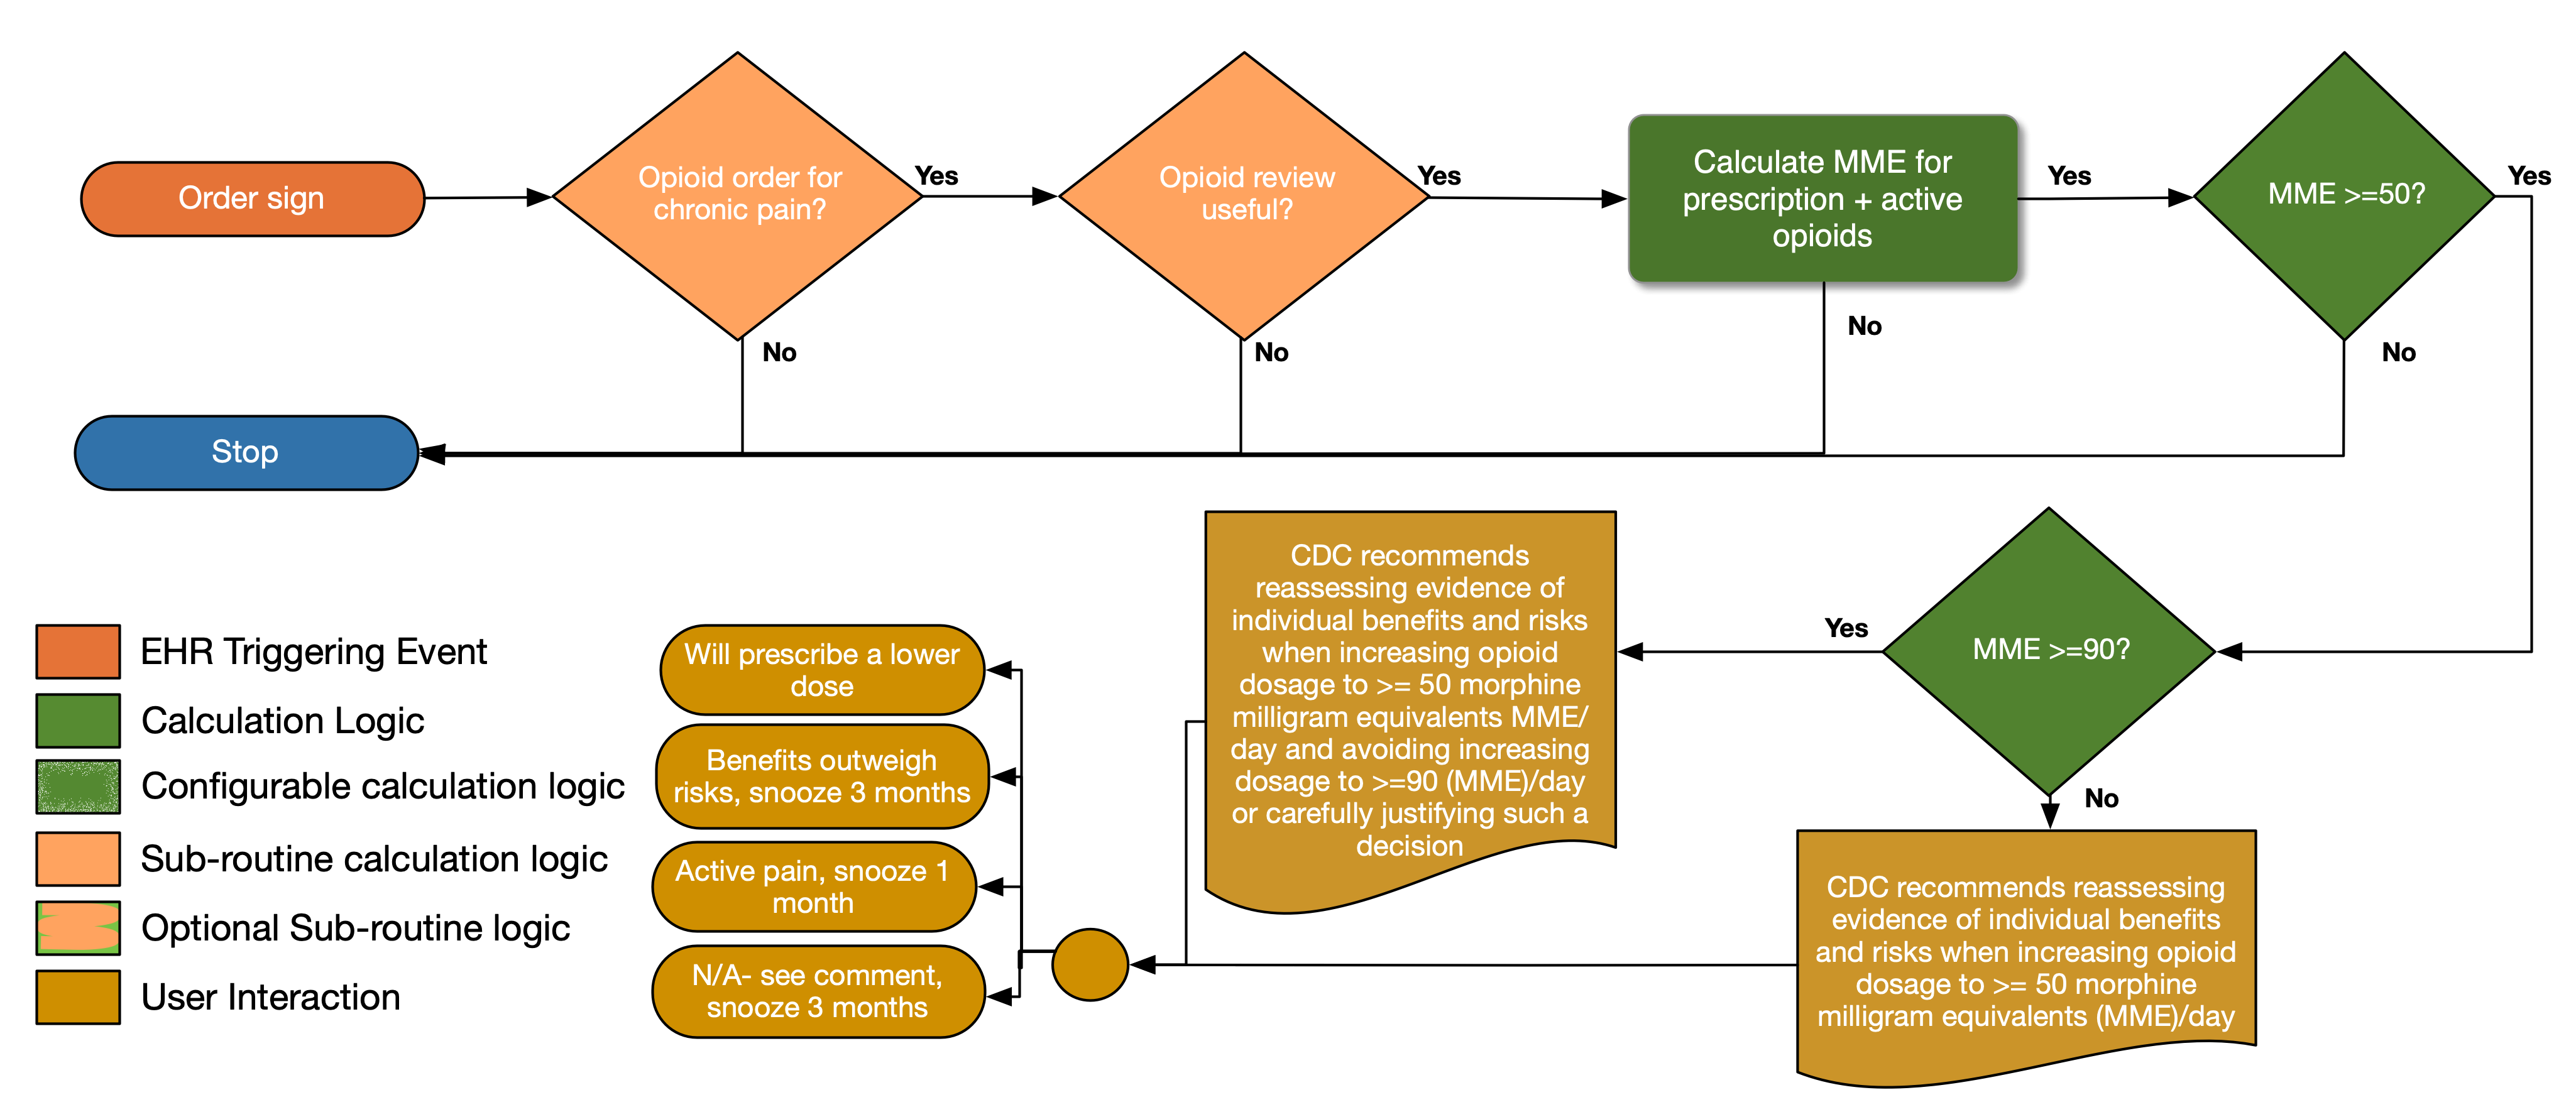 Order sign
Opioid order for
chronic pain?
Yes
No
Opioid review
useful?
Yes
No
Calculate MME for
prescription + active
opioids
Yes
No
MME >=50?
Yes
No
Stop
MME >=90?
Yes
No
CDC recommends
reassessing evidence of
individual benefits and risks
when increasing opioid
dosage to >= 50 morphine
milligram equivalents MME/
day and avoiding increasing
dosage to >=90 (MME)/day
or carefully justifying such a
decision
CDC recommends reassessing
evidence of individual benefits
and risks when increasing opioid
dosage to >= 50 morphine
milligram equivalents (MME)/day
Will prescribe a lower
dose
Benefits outweigh
risks, snooze 3 months
Active pain, snooze 1
month
N/A- see comment,
snooze 3 months
EHR Triggering Event
Calculation Logic
Configurable calculation logic
Sub-routine calculation logic
Optional Sub-routine logic
User Interaction